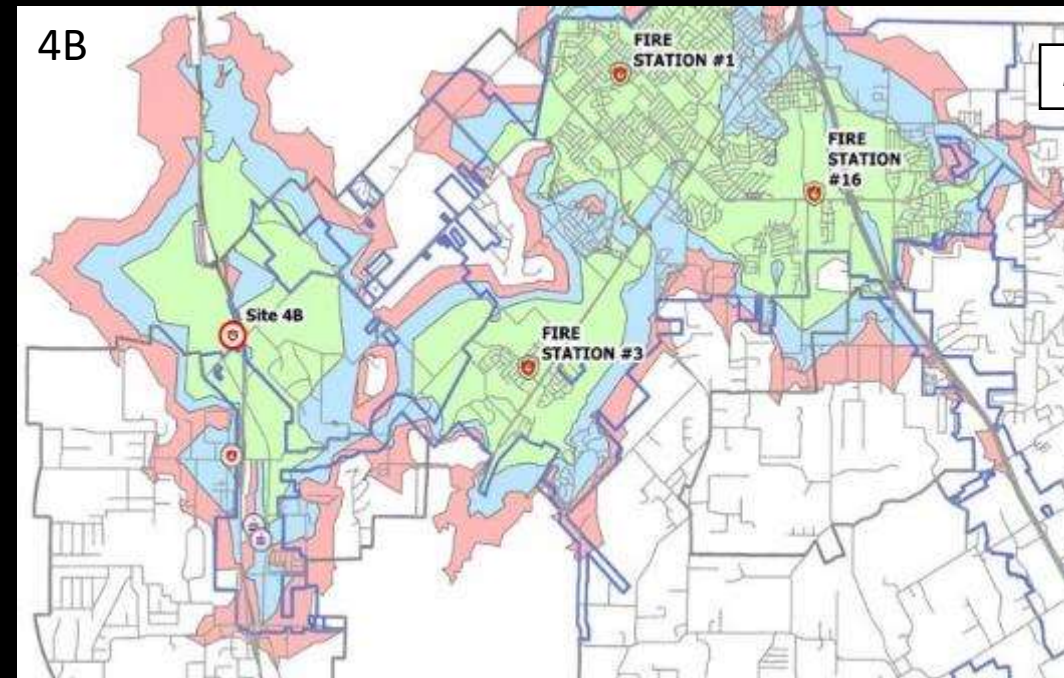 4B
FIRE
STATION #1
FIRE
STATION
#16
Site 4B
FIRE
STATION #3